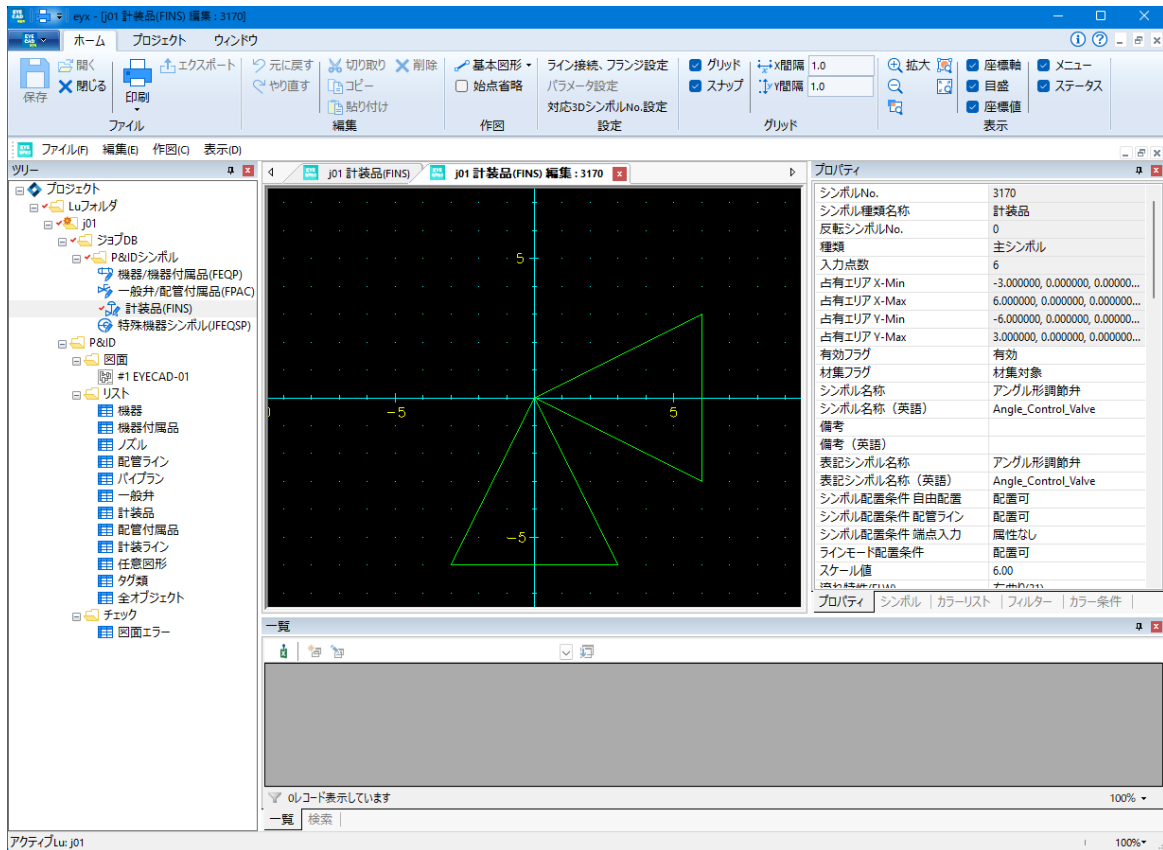 eyx - [j01 計装品(FINS) 編集 : 3170]
ホーム プロジェクト ウィンドウ
開く エクスポート 元に戻す 切り取り 削除 基本図形 ライン接続、フランジ設定 グリッド X間隔 1.0 拡大 座標軸 メニュー
保存 閉じる 印刷 やり直す コピー 始点省略 パラメータ設定 スナップ Y間隔 1.0 目盛 ステータス
貼り付け 対応3DシンボルNo.設定 座標値
ファイル 編集 作図 設定 グリッド 表示
ファイル(F) 編集(E) 作図(C) 表示(D)
ツリー
プロジェクト
Luフォルダ
j01
ジョブDB
P&IDシンボル
機器/機器付属品(FEQP)
一般弁/配管付属品(FPAC)
計装品(FINS)
特殊機器シンボル(JFEQSP)
P&ID
図面
#1 EYECAD-01
リスト
機器
機器付属品
ノズル
配管ライン
パイプラン
一般弁
計装品
配管付属品
計装ライン
任意図形
タグ類
全オブジェクト
チェック
図面エラー
j01 計装品(FINS) j01 計装品(FINS) 編集 : 3170
5
-5 5
-5
プロパティ
シンボルNo. 3170
シンボル種類名称 計装品
反転シンボルNo. 0
種類 主シンボル
入力点数 6
占有エリア X-Min -3.000000, 0.000000, 0.00000...
占有エリア X-Max 6.000000, 0.000000, 0.000000...
占有エリア Y-Min -6.000000, 0.000000, 0.00000...
占有エリア Y-Max 3.000000, 0.000000, 0.000000...
有効フラグ 有効
材集フラグ 材集対象
シンボル名称 アングル形調節弁
シンボル名称（英語） Angle_Control_Valve
備考
備考（英語）
表記シンボル名称 アングル形調節弁
表記シンボル名称（英語） Angle_Control_Valve
シンボル配置条件 自由配置 配置可
シンボル配置条件 配管ライン 配置可
シンボル配置条件 端点入力 属性なし
ラインモード配置条件 配置可
スケール値 6.00
プロパティ シンボル カラーリスト フィルター カラー条件
一覧
0レコード表示しています 100%
一覧 検索
アクティブLu: j01 100%